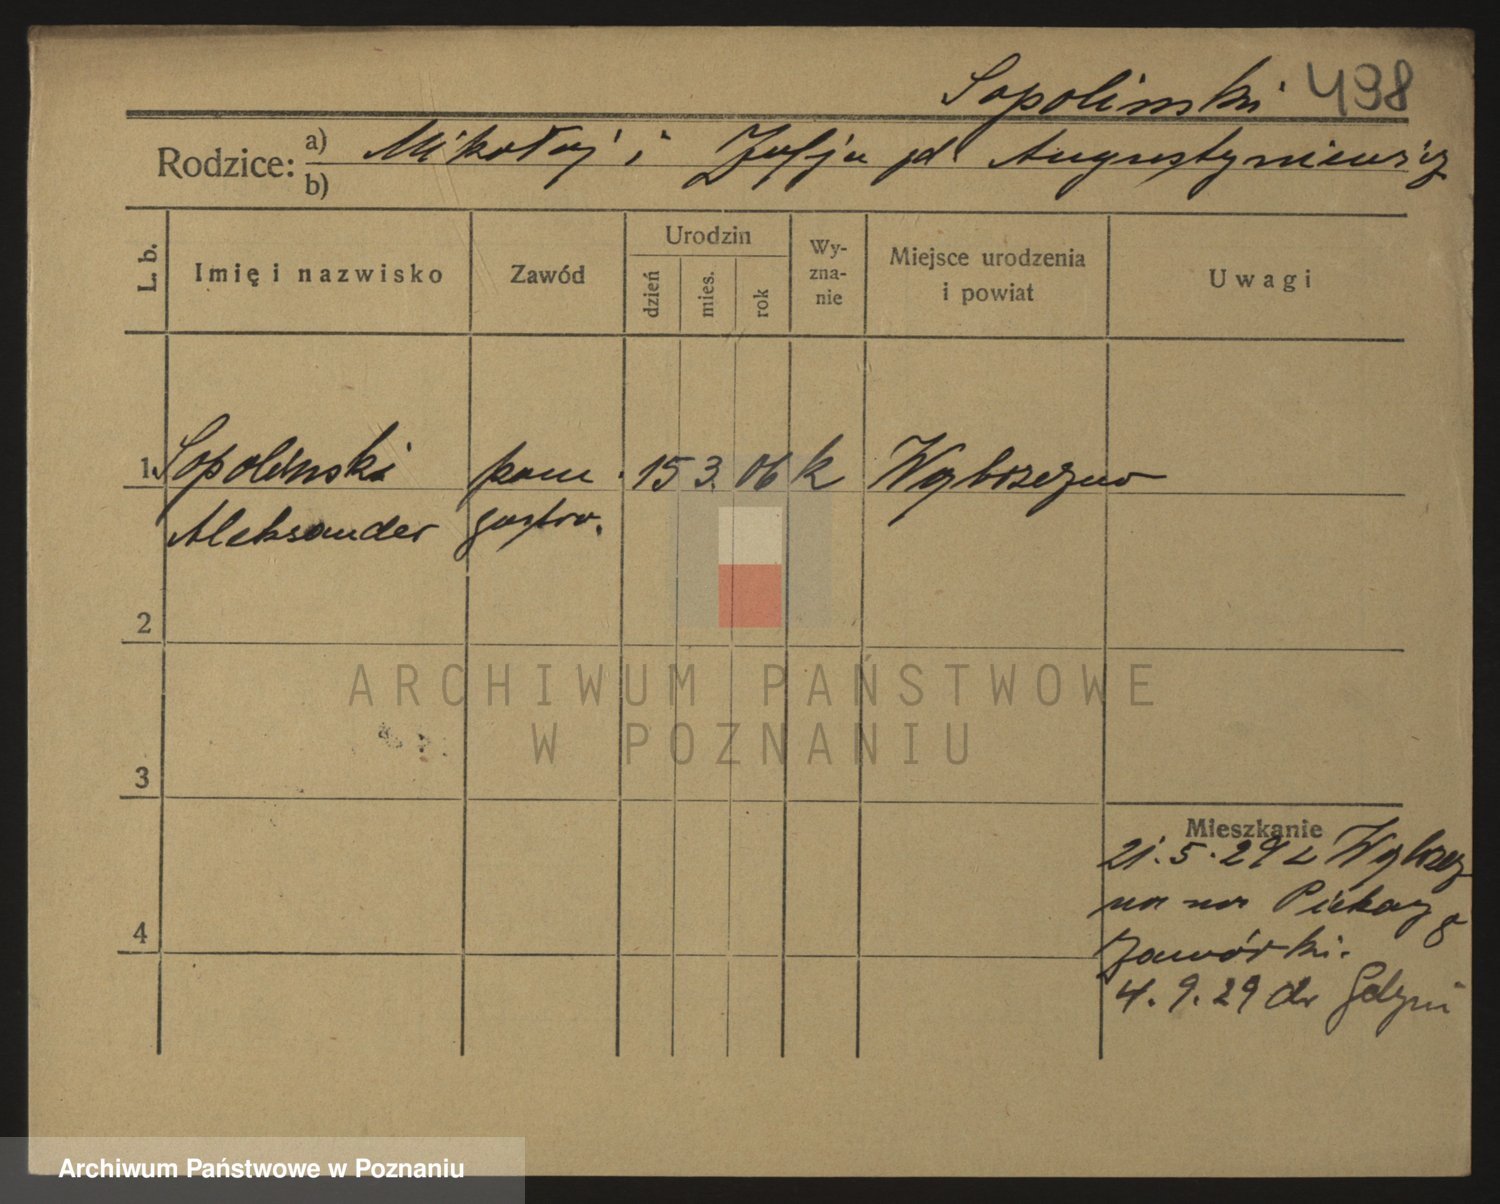 Sopolinski 498
Rodzice: a) Mikołaj i Zofja d Augustyniewicz
b)
L. b. Imię i nazwisko Zawód Urodzin dzień mies. rok Wy-zna-nie Miejsce urodzenia i powiat Uwagi
1. Sopolinski pom. 15 3. 06 k Wąbrzezno
Aleksander gastro.
2
ARCHIWUM PAŃSTWOWE
W POZNANIU
3
Mieszkanie
21.5.29 z Wąbrzez
na na Piekary 8
4
Jaworski.
4.9.29 do Gdyni
Archiwum Państwowe w Poznaniu